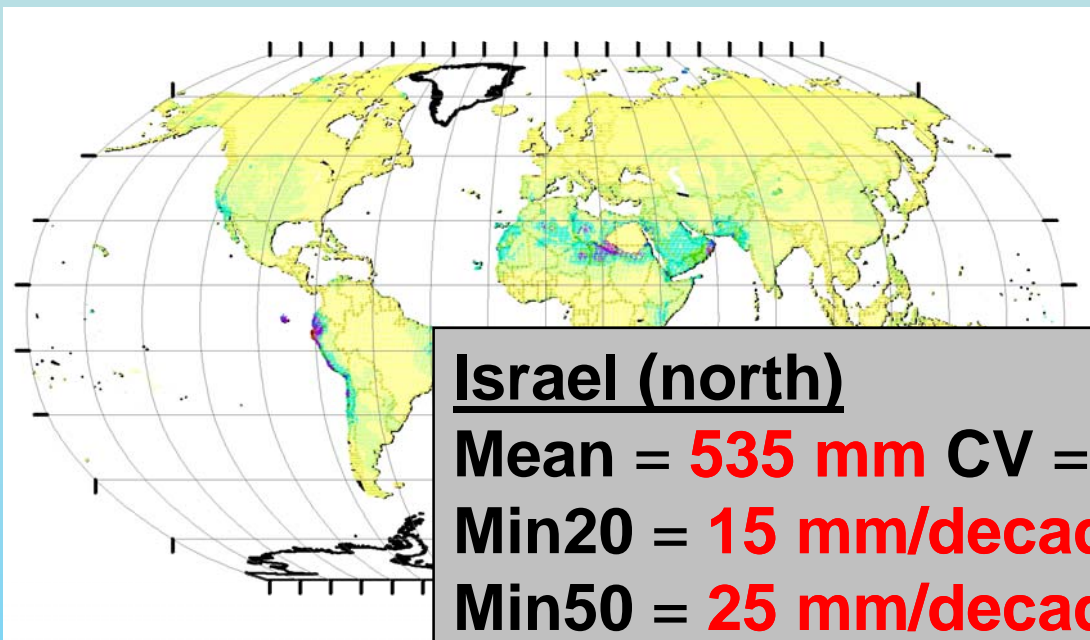 Israel (north)
Mean = 535 mm CV =
Min20 = 15 mm/decad
Min50 = 25 mm/decad